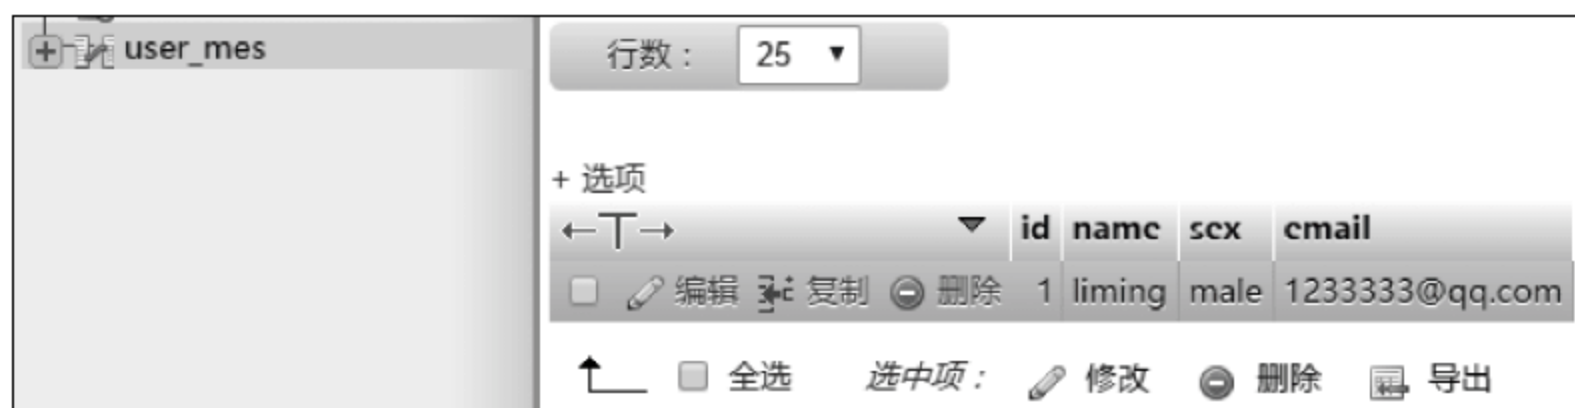 user_mes
行数： 25
+ 选项
←T→ id name sex email
编辑 复制 删除 1 liming male 1233333@qq.com
全选 选中项： 修改 删除 导出